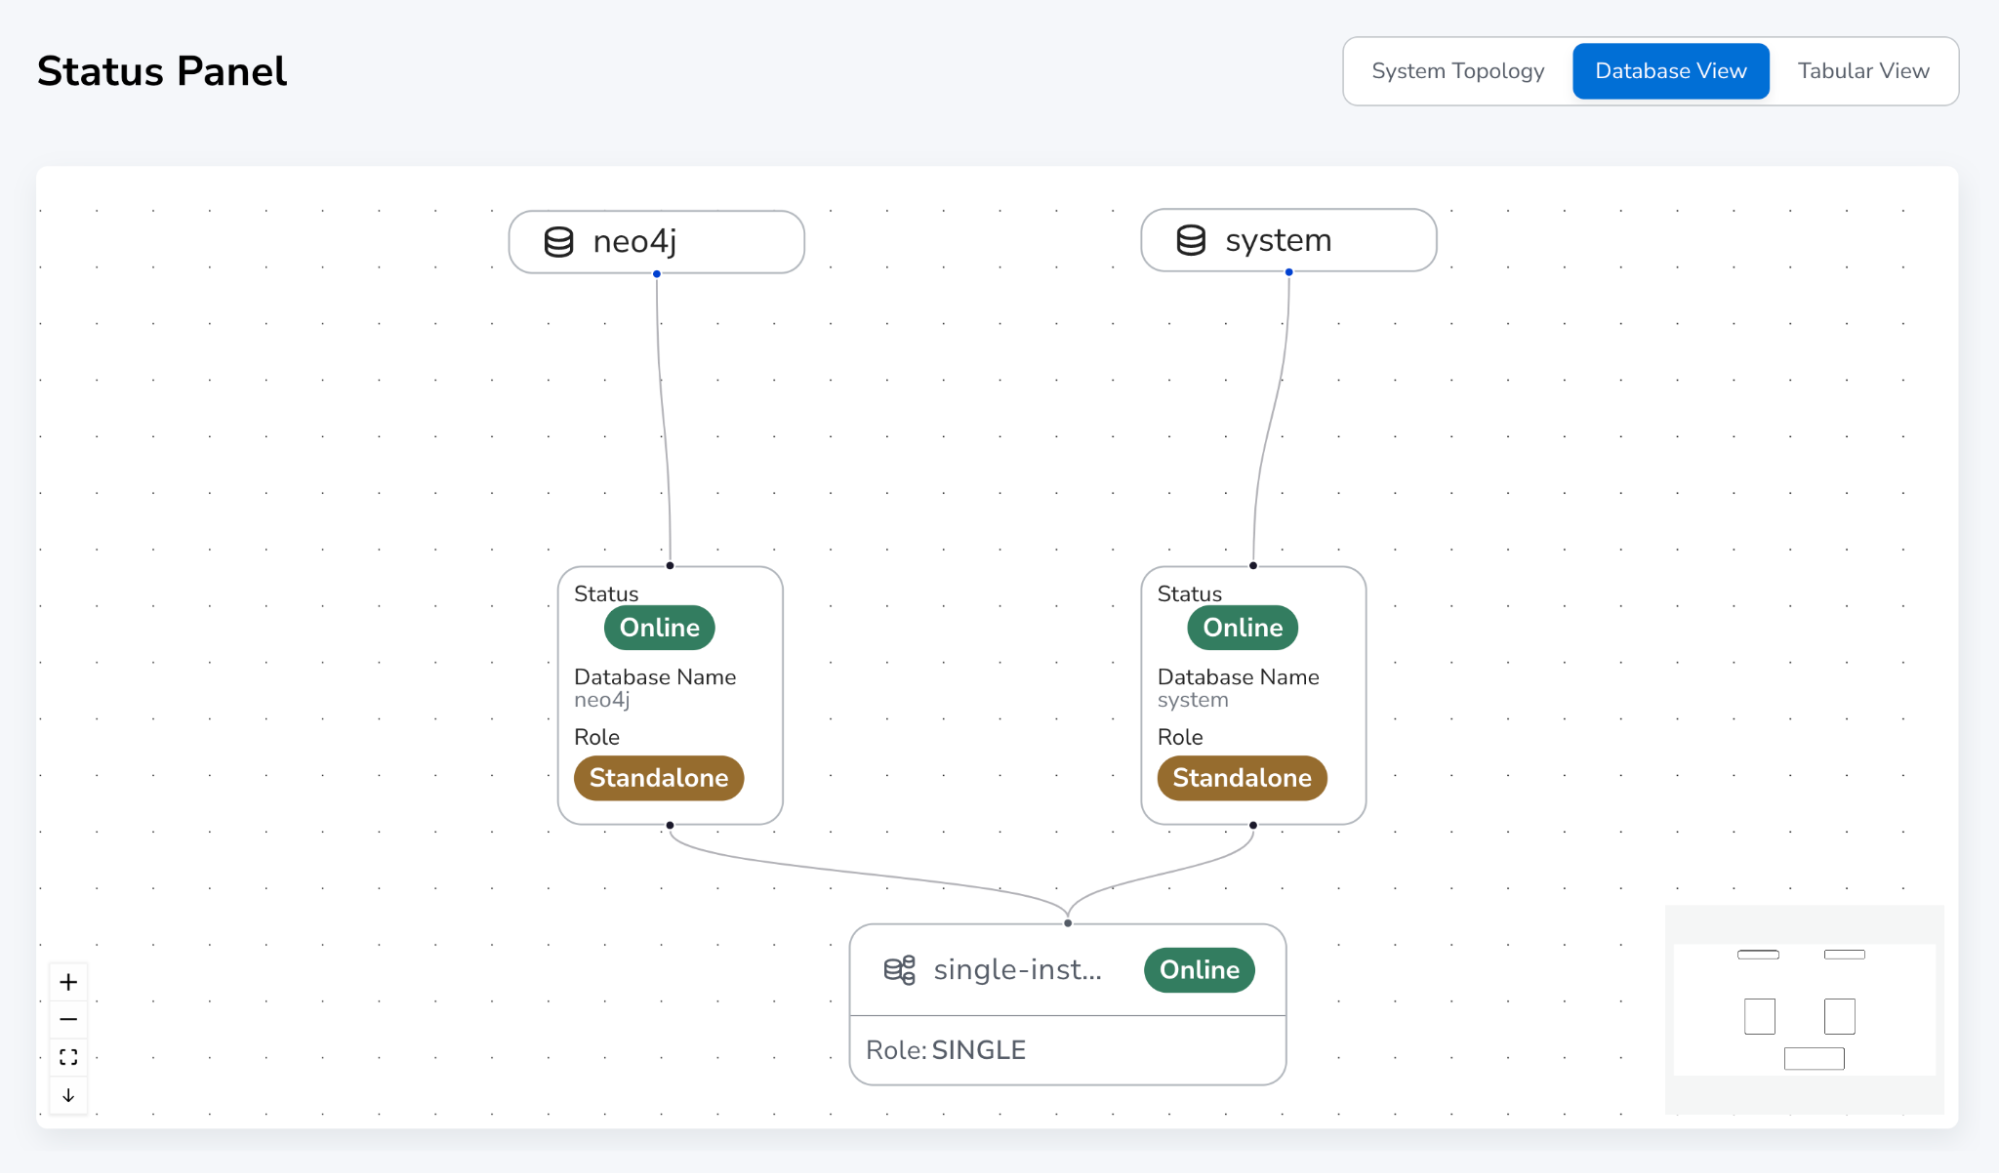 Status Panel
System Topology
Database View
Tabular View
neo4j
system
Status
Online
Database Name
neo4j
Role
Standalone
Status
Online
Database Name
system
Role
Standalone
single-inst...
Online
Role: SINGLE